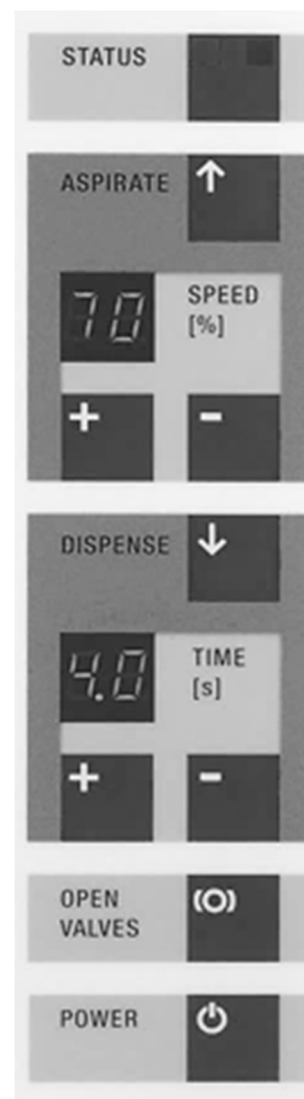 STATUS
ASPIRATE
70
SPEED
[%]
+ -
DISPENSE
4.0
TIME
[s]
+ -
OPEN
VALVES
POWER